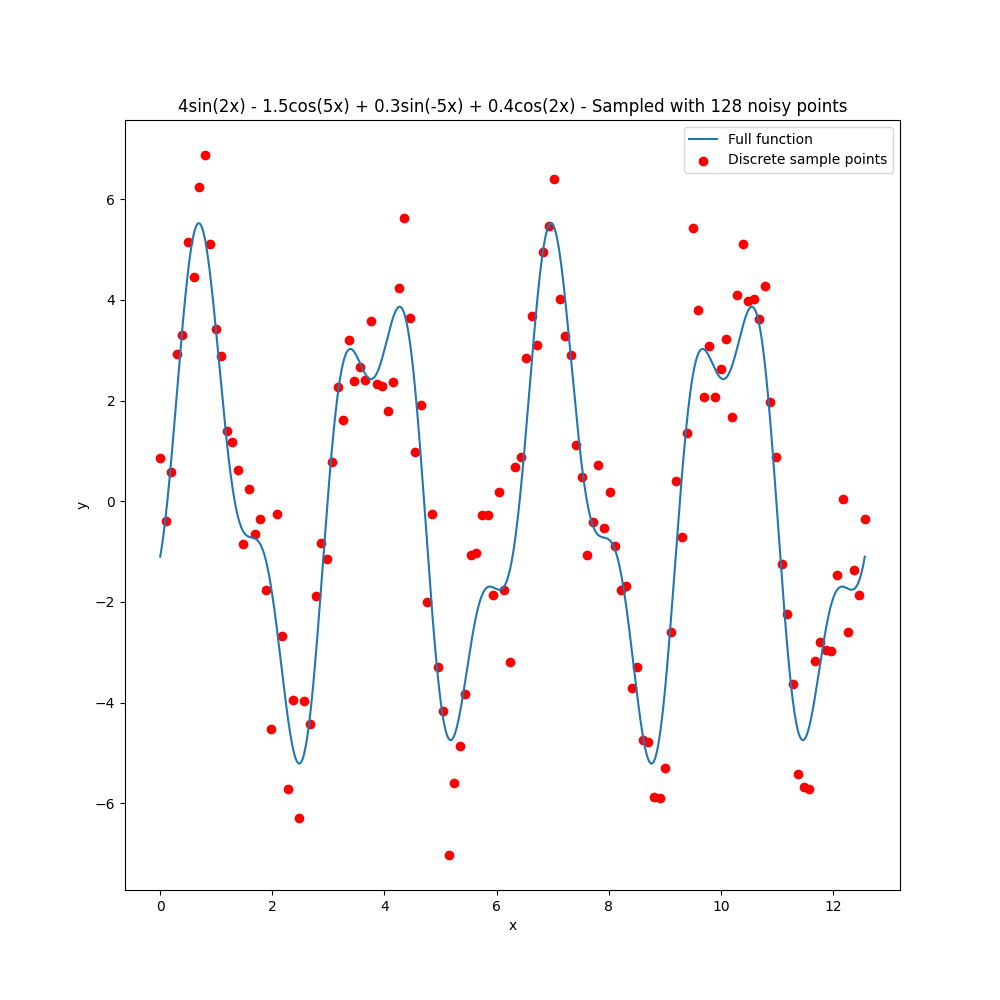 4sin(2x) - 1.5cos(5x) + 0.3sin(-5x) + 0.4cos(2x) - Sampled with 128 noisy points
Full function
Discrete sample points
6
4
2
0
−2
−4
−6
y
0 2 4 6 8 10 12
x